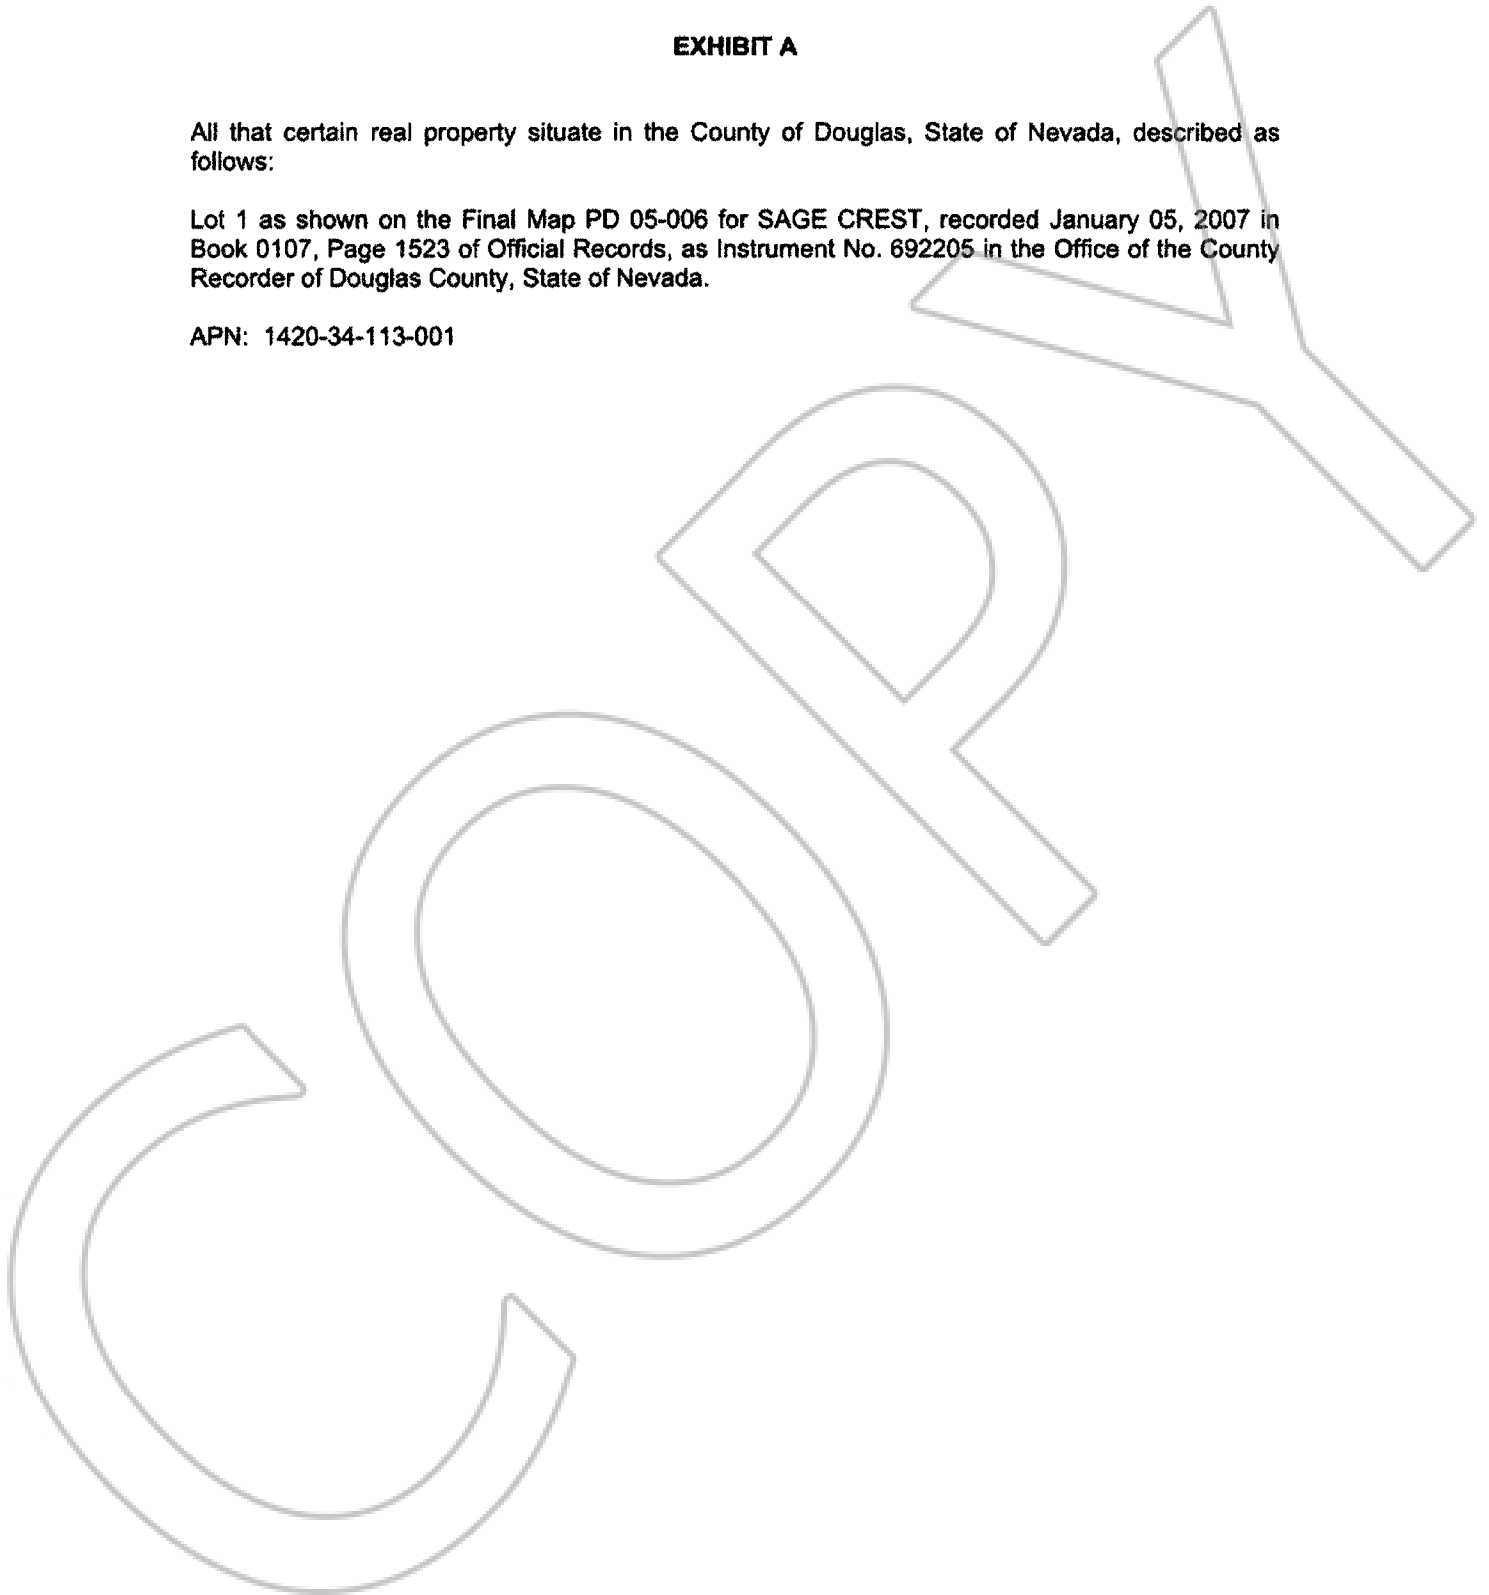 EXHIBIT A
All that certain real property situate in the County of Douglas, State of Nevada, described as
follows:
Lot 1 as shown on the Final Map PD 05-006 for SAGE CREST, recorded January 05, 2007 in
Book 0107, Page 1523 of Official Records, as Instrument No. 692205 in the Office of the County
Recorder of Douglas County, State of Nevada.
APN: 1420-34-113-001
COPY